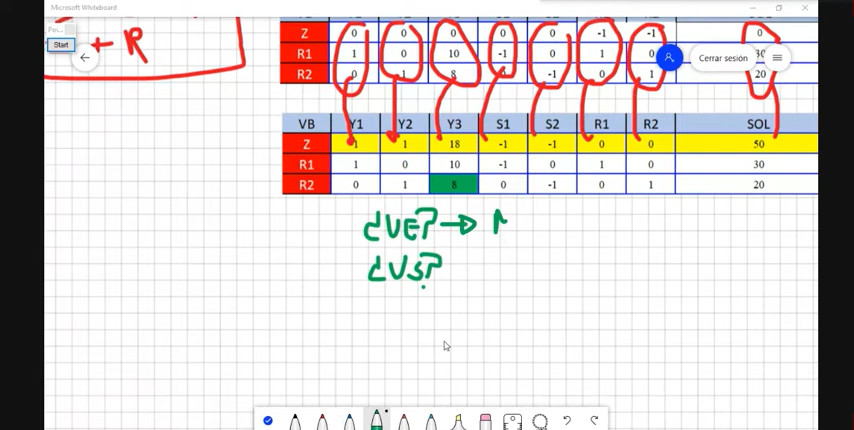 Microsoft Whiteboard
Start
+ R
Z 0 0 0 0 0 -1 -1 0
R1 1 0 10 -1 0 1 0 30
R2 0 1 8 0 -1 0 1 20
Cerrar sesión
VB Y1 Y2 Y3 S1 S2 R1 R2 SOL
Z 1 1 18 -1 -1 0 0 50
R1 1 0 10 -1 0 1 0 30
R2 0 1 8 0 -1 0 1 20
¿VE?
¿VS?